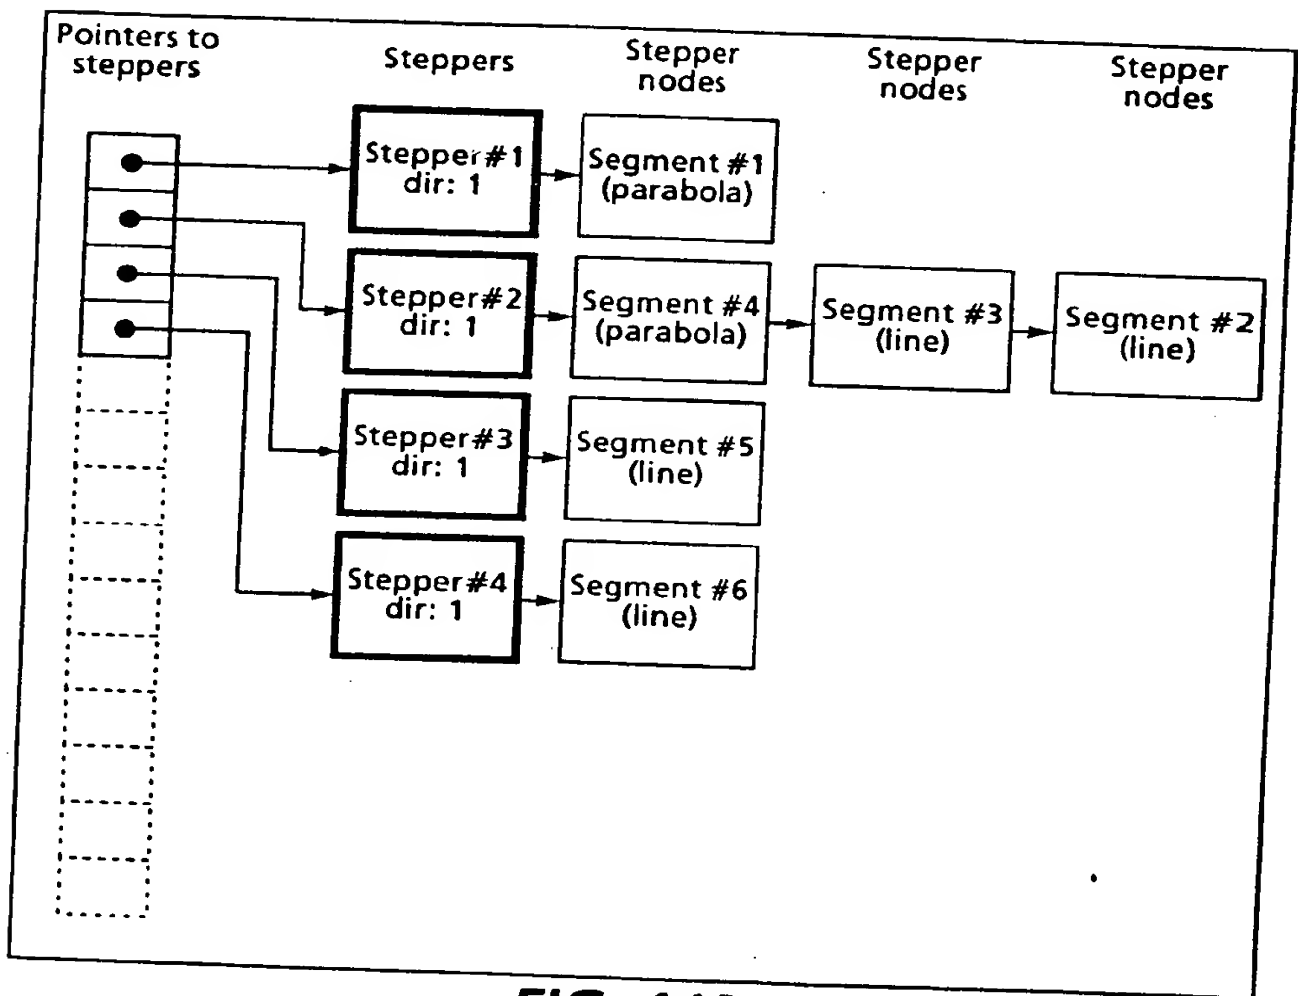 Pointers to
steppers
Steppers
Stepper
nodes
Stepper
nodes
Stepper
nodes
Stepper#1
dir: 1
Segment #1
(parabola)
Stepper#2
dir: 1
Segment #4
(parabola)
Segment #3
(line)
Segment #2
(line)
Stepper#3
dir: 1
Segment #5
(line)
Stepper#4
dir: 1
Segment #6
(line)
FIG.